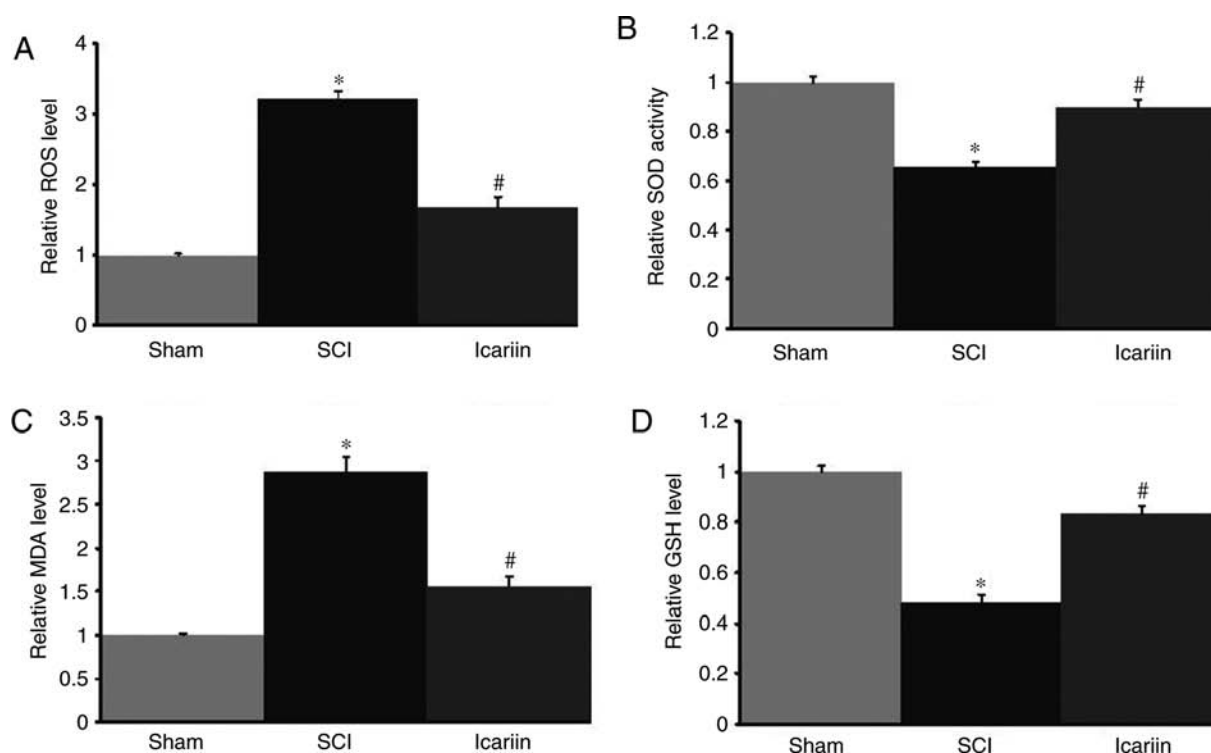 A
Relative ROS level
4
3
2
1
0
*
#
Sham SCI Icariin
B
Relative SOD activity
1.2
1
0.8
0.6
0.4
0.2
0
*
#
Sham SCI Icariin
C
Relative MDA level
3.5
3
2.5
2
1.5
1
0.5
0
*
#
Sham SCI Icariin
D
Relative GSH level
1.2
1
0.8
0.6
0.4
0.2
0
*
#
Sham SCI Icariin